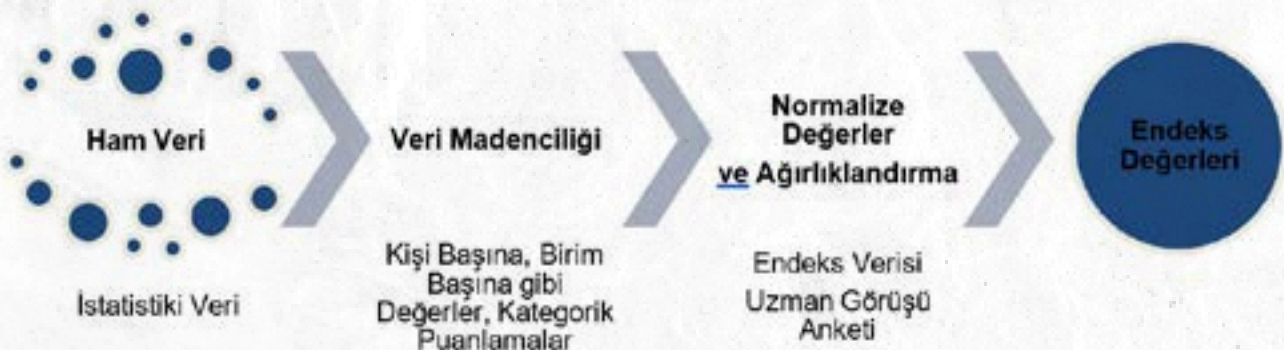 Ham Veri
İstatistiki Veri
Veri Madenciliği
Kişi Başına, Birim
Başına gibi
Değerler, Kategorik
Puanlamalar
Normalize
Değerler
ve Ağırlıklandırma
Endeks Verisi
Uzman Görüşü
Anketi
Endeks
Değerleri